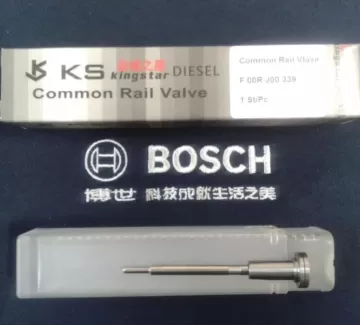 KS kingstar DIESEL
Common Rail Valve
Common Rail Vlave
F 00R J00 339
1 St/Pc
BOSCH
博世 科技成就生活之美